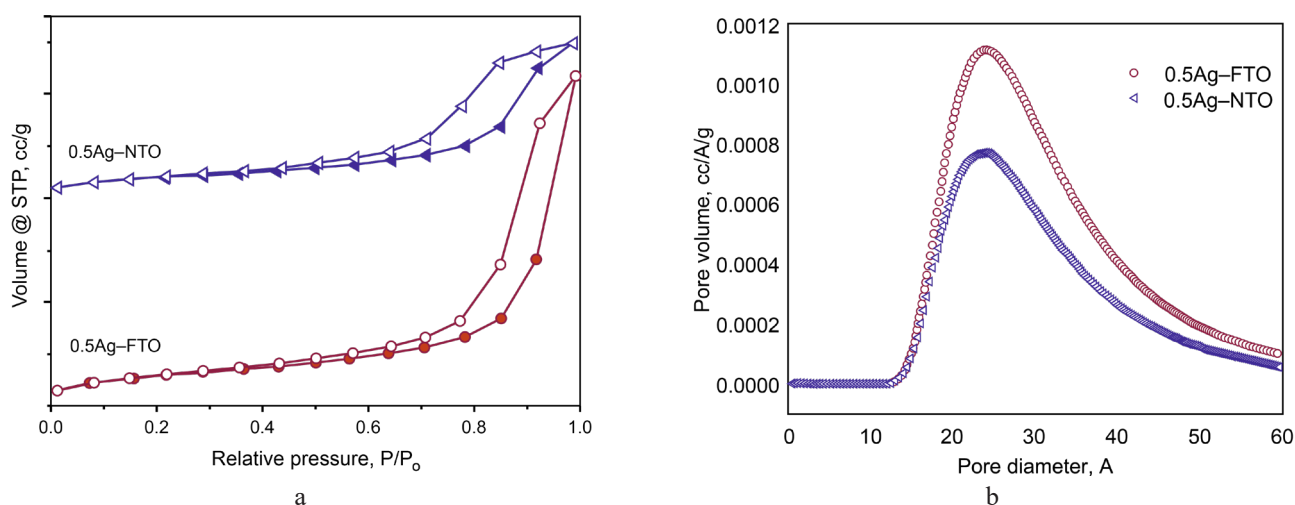 Volume @ STP, cc/g
0.5Ag–NTO
0.5Ag–FTO
0.0 0.2 0.4 0.6 0.8 1.0
Relative pressure, P/Po
a
Pore volume, cc/A/g
0.0012
0.0010
0.0008
0.0006
0.0004
0.0002
0.0000
0.5Ag–FTO
0.5Ag–NTO
0 10 20 30 40 50 60
Pore diameter, A
b